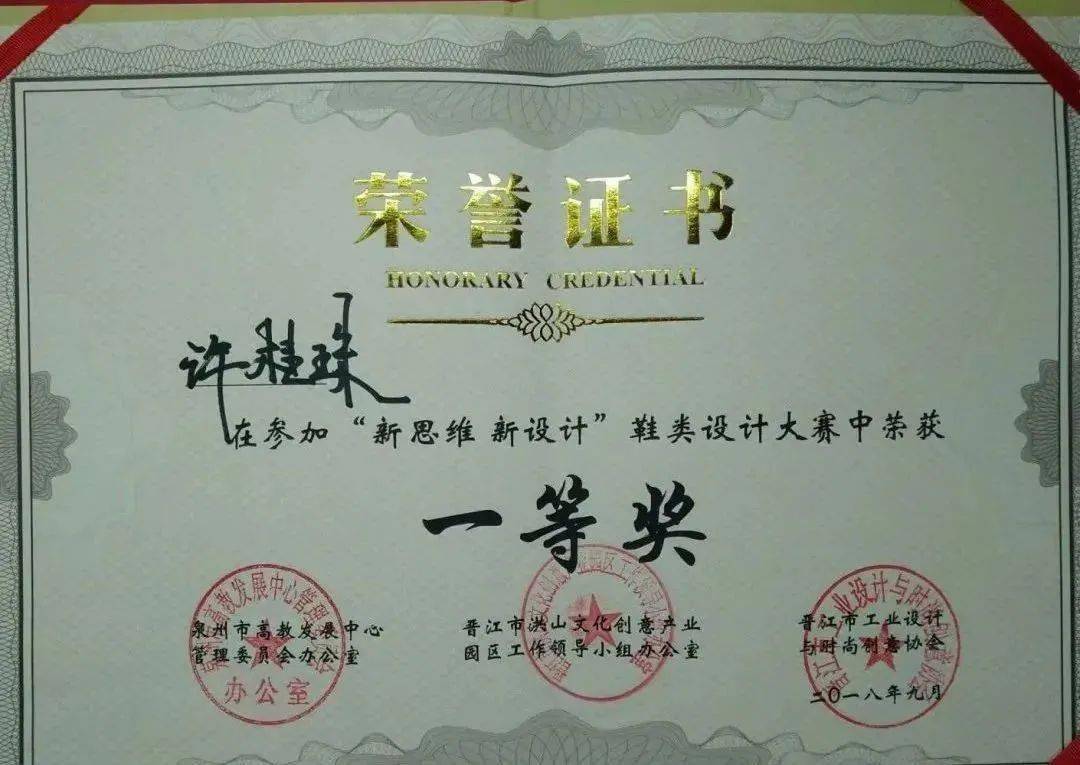 荣誉证书
HONORARY CREDENTIAL
许桂珠
在参加“新思维 新设计”鞋类设计大赛中荣获
一等奖
泉州市高教发展中心
管理委员会办公室
办公室
晋江市洪山文化创意产业
园区工作领导小组办公室
晋江市工业设计
与时尚创意协会
二〇一八年九月